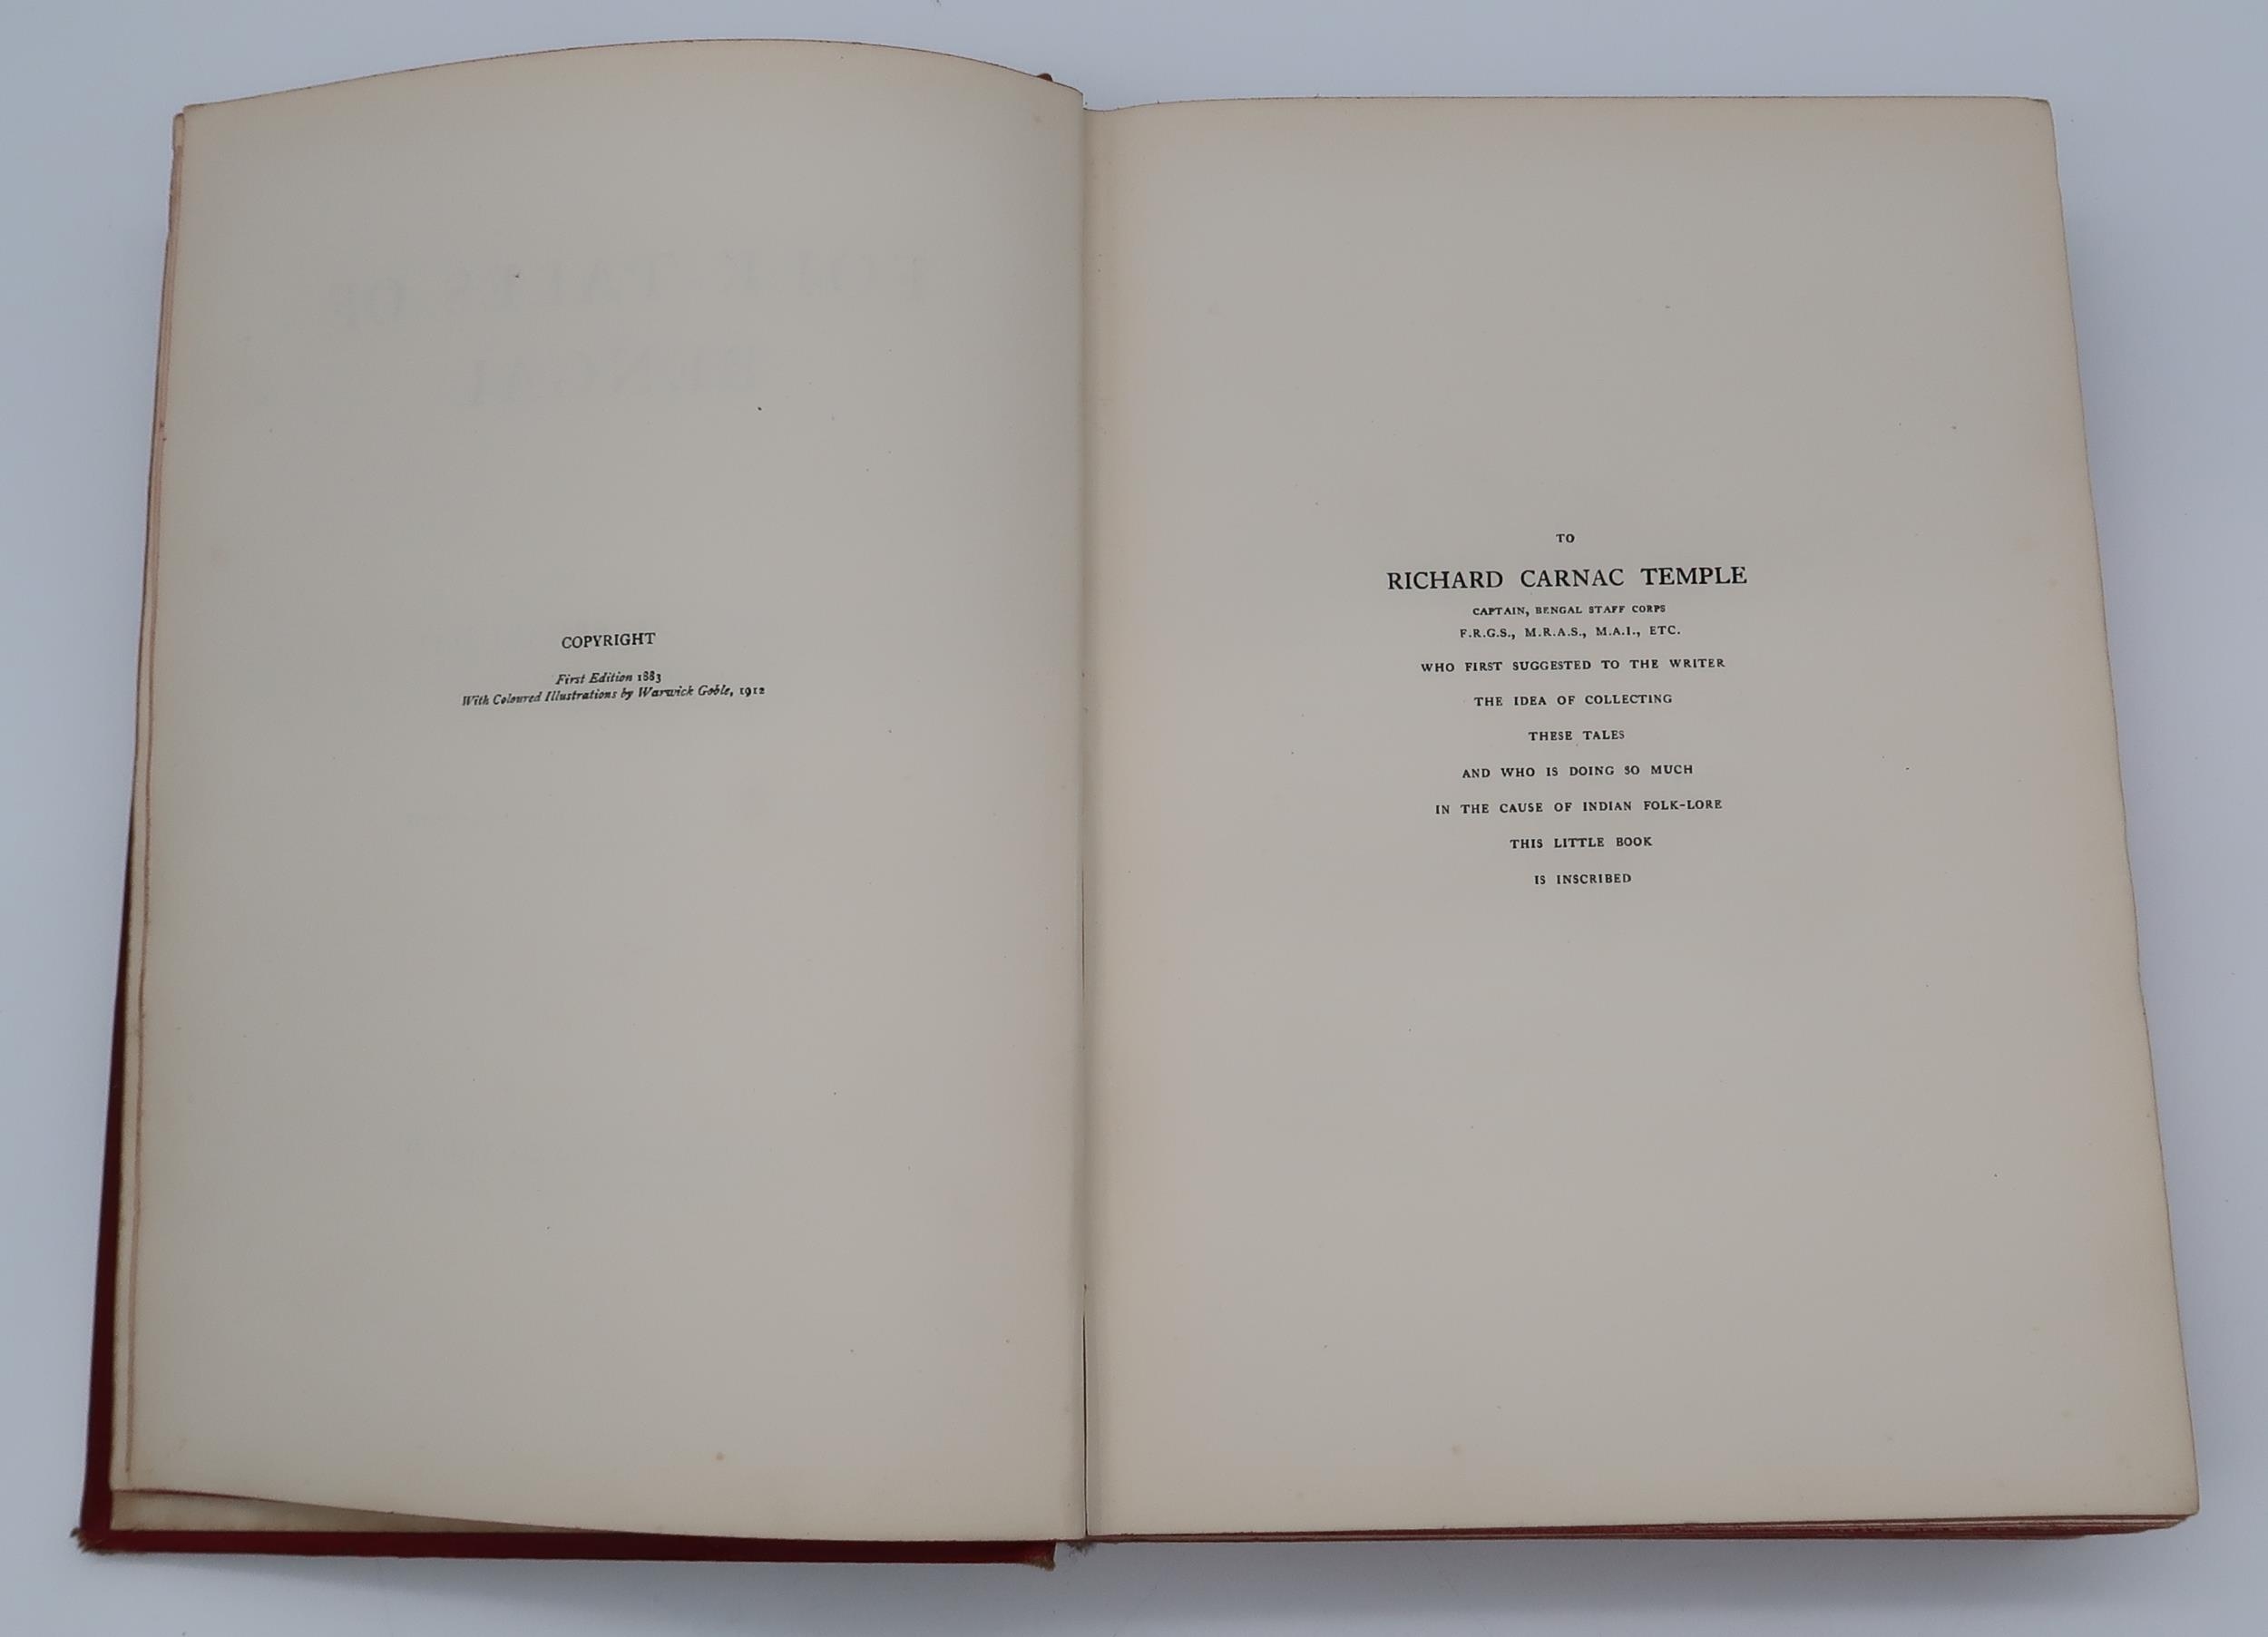 COPYRIGHT
First Edition 1883
With Coloured Illustrations by Warwick Goble, 1912
TO
RICHARD CARNAC TEMPLE
CAPTAIN, BENGAL STAFF CORPS
F.R.G.S., M.R.A.S., M.A.I., ETC.
WHO FIRST SUGGESTED TO THE WRITER
THE IDEA OF COLLECTING
THESE TALES
AND WHO IS DOING SO MUCH
IN THE CAUSE OF INDIAN FOLK-LORE
THIS LITTLE BOOK
IS INSCRIBED